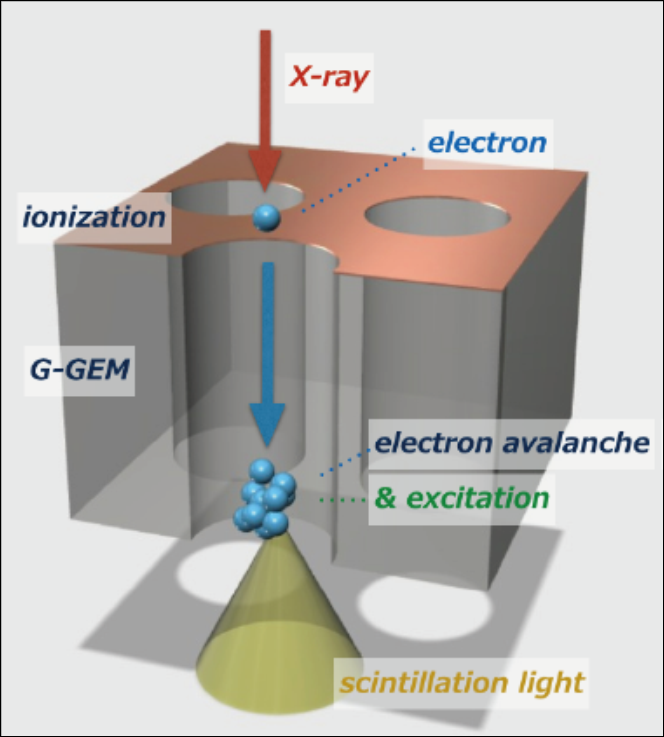 X-ray
electron
ionization
G-GEM
electron avalanche
& excitation
scintillation light